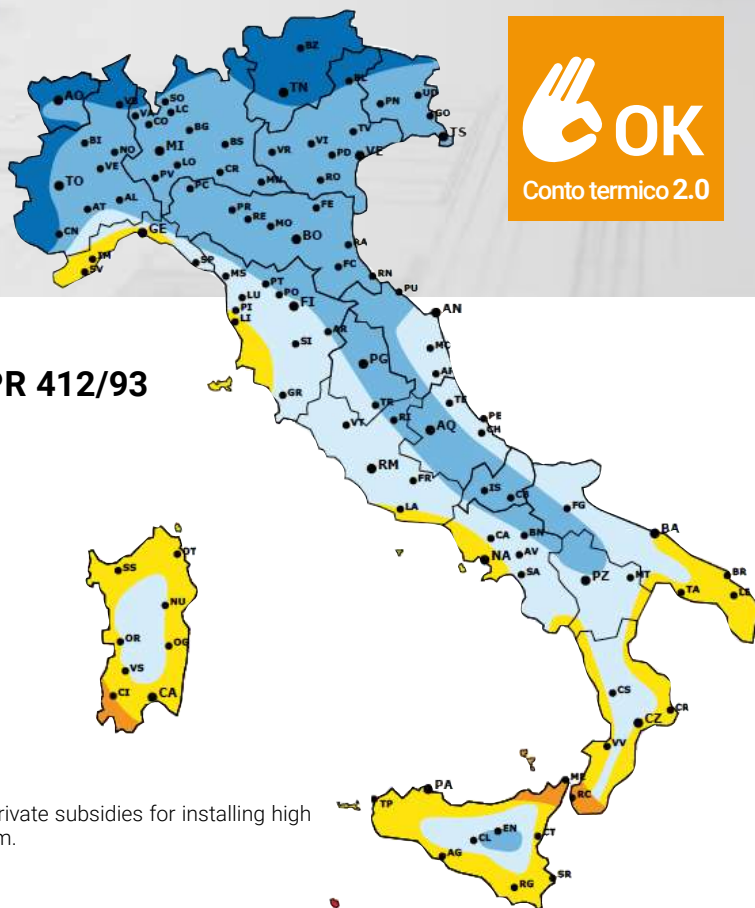 OK
Conto termico 2.0
BZ
TN
BL
AO
VB
SO
LC
VA
CO
PN
UD
GO
TS
BI
NO
MI
BG
BS
VR
VI
TV
PD
VE
VE
TO
PV
LO
CR
PC
MN
RO
AT
AL
PR
RE
MO
FE
CN
GE
BO
RA
IM
SV
SP
MS
FC
RN
PU
PT
PO
LU
PI
FI
LI
AN
AR
SI
MC
PR 412/93
PG
AP
GR
TR
TE
VT
RI
AQ
PE
CH
RM
FR
IS
CB
LA
FG
BA
CA
BN
NA
AV
SA
PZ
MT
BR
TA
LE
OT
SS
NU
OR
OG
VS
CI
CA
CS
CR
CZ
VV
ME
RC
PA
TP
EN
CL
CT
AG
RG
SR
rivate subsidies for installing high
m.